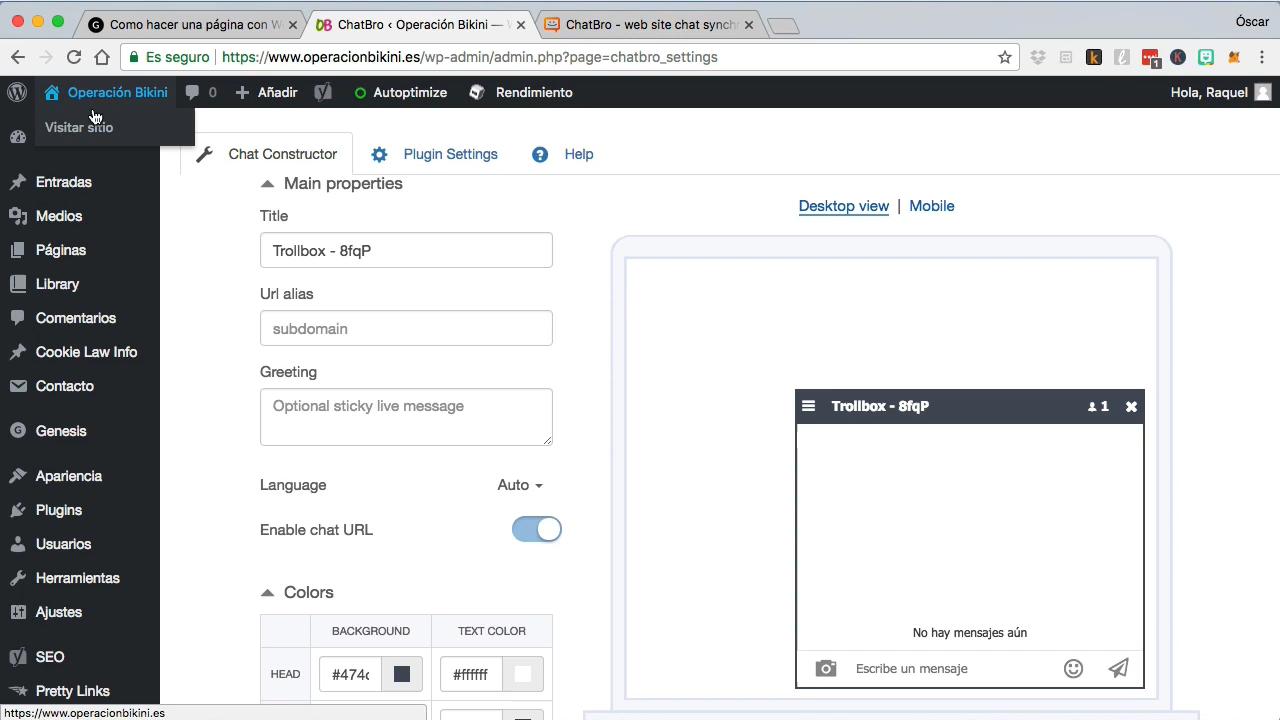 Como hacer una página con W
ChatBro ‹ Operación Bikini — W
ChatBro - web site chat synchr
Óscar
Es seguro
https://www.operacionbikini.es/wp-admin/admin.php?page=chatbro_settings
1
Operación Bikini
0
Añadir
Autoptimize
Rendimiento
Hola, Raquel
Visitar sitio
Entradas
Medios
Páginas
Library
Comentarios
Cookie Law Info
Contacto
Genesis
Apariencia
Plugins
Usuarios
Herramientas
Ajustes
SEO
Pretty Links
https://www.operacionbikini.es
Chat Constructor
Plugin Settings
Help
Main properties
Title
Trollbox - 8fqP
Url alias
subdomain
Greeting
Optional sticky live message
Language
Auto
Enable chat URL
Colors
BACKGROUND
TEXT COLOR
HEAD
#474c
#ffffff
Desktop view | Mobile
Trollbox - 8fqP
1
No hay mensajes aún
Escribe un mensaje